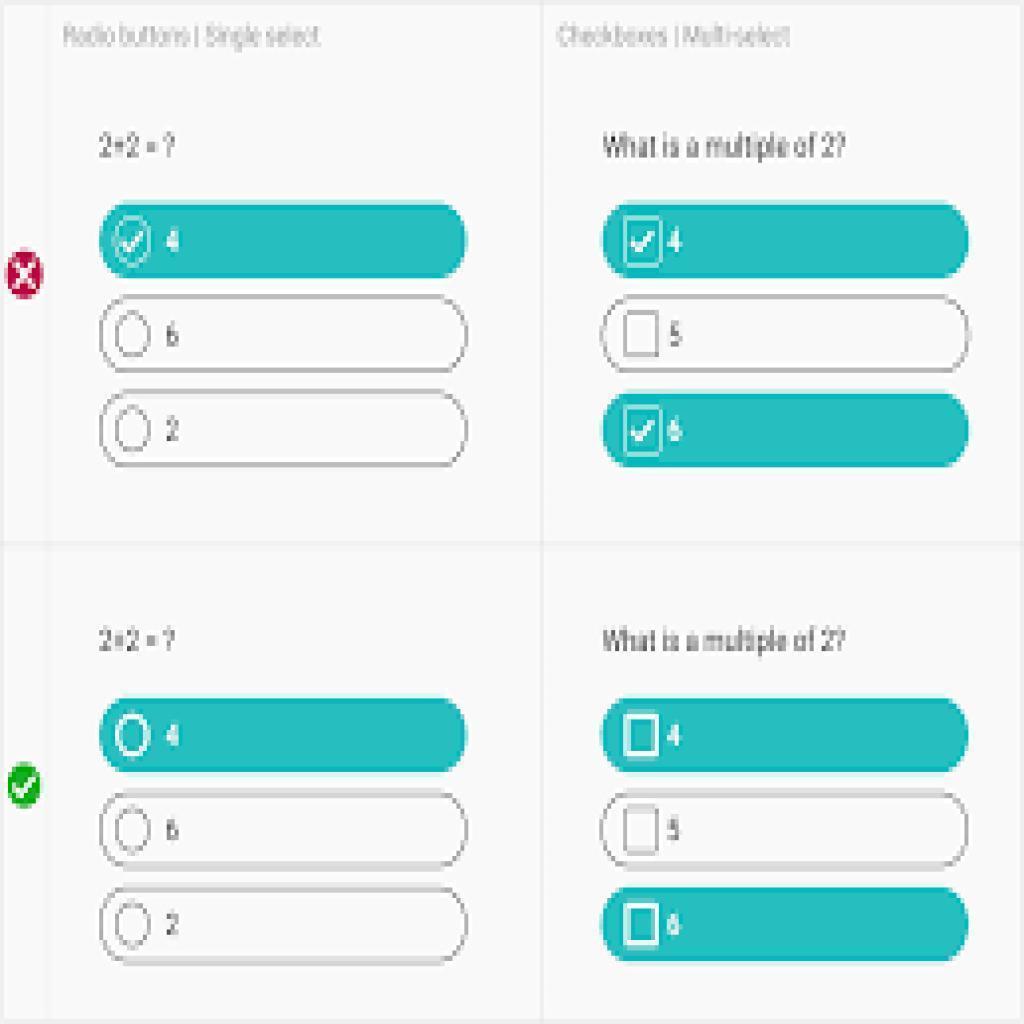 Radio buttons | Single select
Checkboxes | Multi-select
2+2 = ?
4
6
2
What is a multiple of 2?
4
5
6
2+2 = ?
4
6
2
What is a multiple of 2?
4
5
6